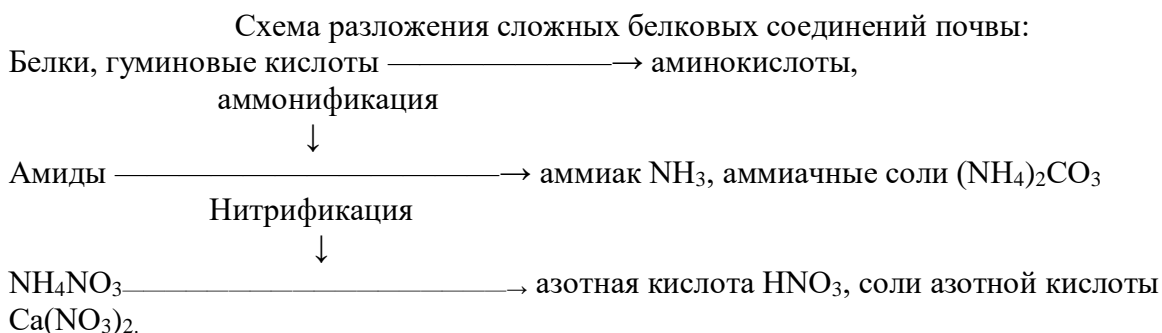 Схема разложения сложных белковых соединений почвы:
Белки, гуминовые кислоты ————————→ аминокислоты,
аммонификация
↓
Амиды ——————————————→ аммиак NH₃, аммиачные соли (NH₄)₂CO₃
Нитрификация
↓
NH₄NO₃——————————————→ азотная кислота HNO₃, соли азотной кислоты
Ca(NO₃)₂.